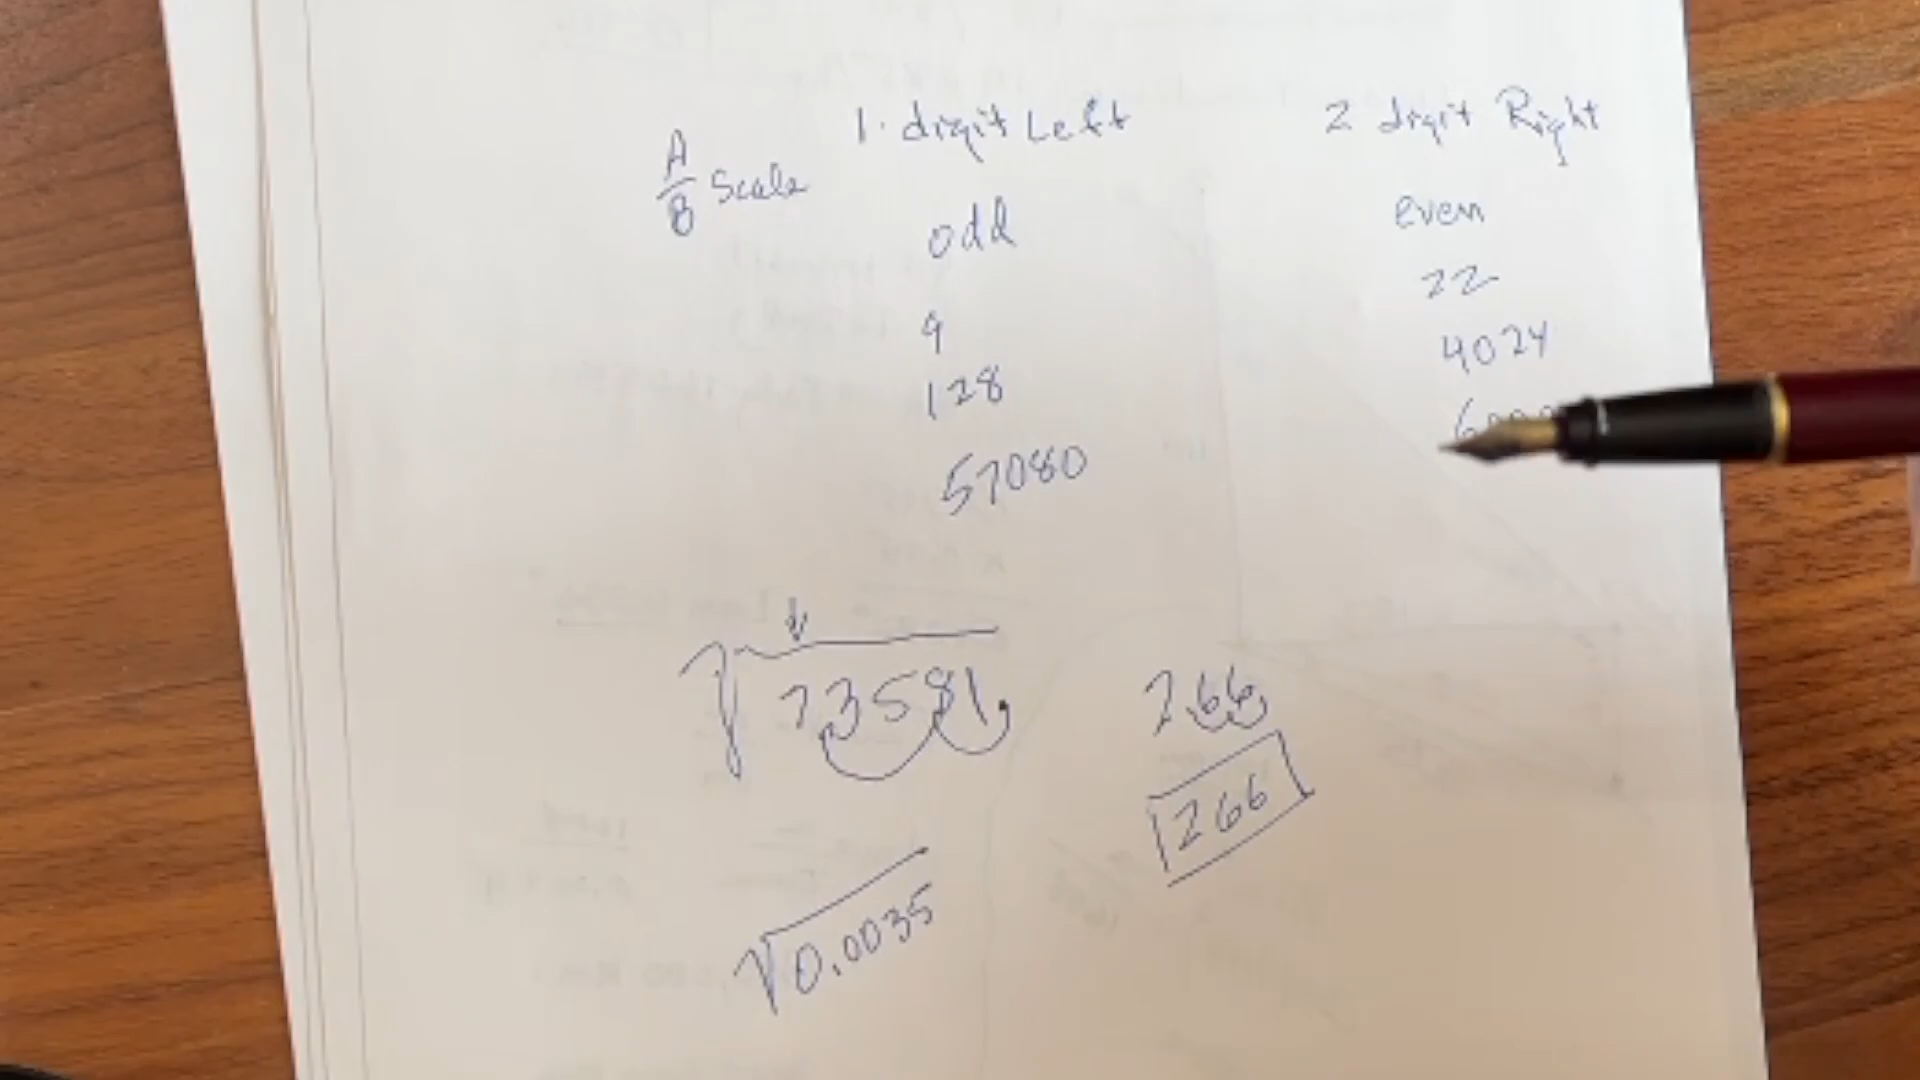 A/B Scale
1. digit Left
2 digit Right
odd
even
9
22
128
4024
57080
√73581.
266
266
√0.0035